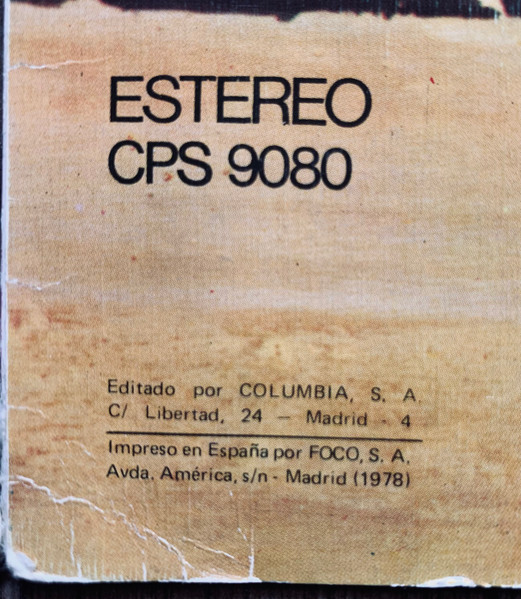 ESTEREO
CPS 9080
Editado por COLUMBIA, S. A.
C/ Libertad, 24 — Madrid - 4
Impreso en España por FOCO, S. A.
Avda. América, s/n - Madrid (1978)